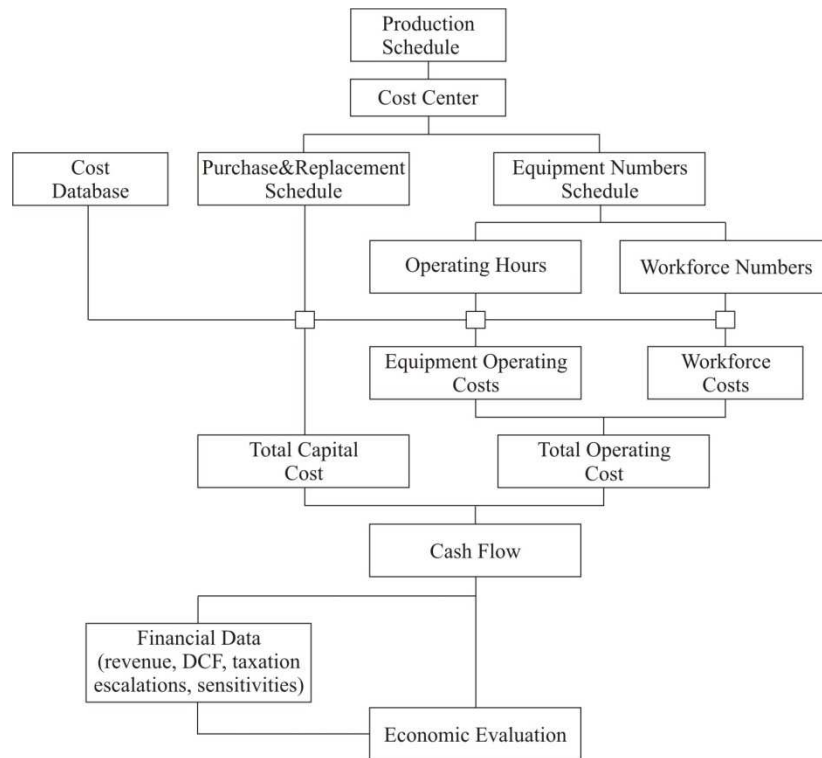 Production
Schedule
Cost Center
Cost
Database
Purchase&Replacement
Schedule
Equipment Numbers
Schedule
Operating Hours
Workforce Numbers
Equipment Operating
Costs
Workforce
Costs
Total Capital
Cost
Total Operating
Cost
Cash Flow
Financial Data
(revenue, DCF, taxation
escalations, sensitivities)
Economic Evaluation